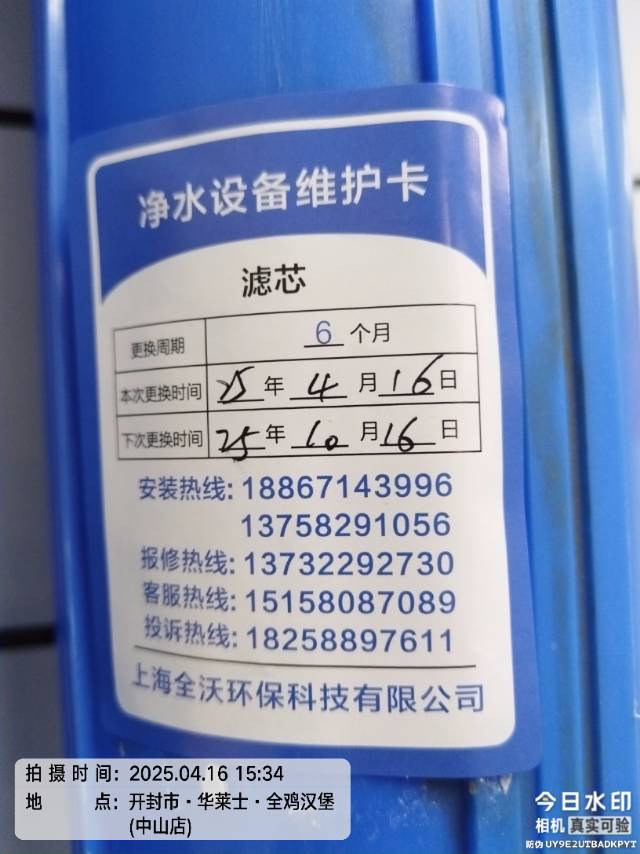 净水设备维护卡
滤芯
更换周期 6 个月
本次更换时间 25 年 4 月 16 日
下次更换时间 25 年 10 月 16 日
安装热线: 18867143996
13758291056
报修热线: 13732292730
客服热线: 15158087089
投诉热线: 18258897611
上海全沃环保科技有限公司
拍摄时间: 2025.04.16 15:34
地点: 开封市·华莱士·全鸡汉堡
(中山店)
今日水印
相机 真实可验
防伪 UY9E2UTBADKPYT